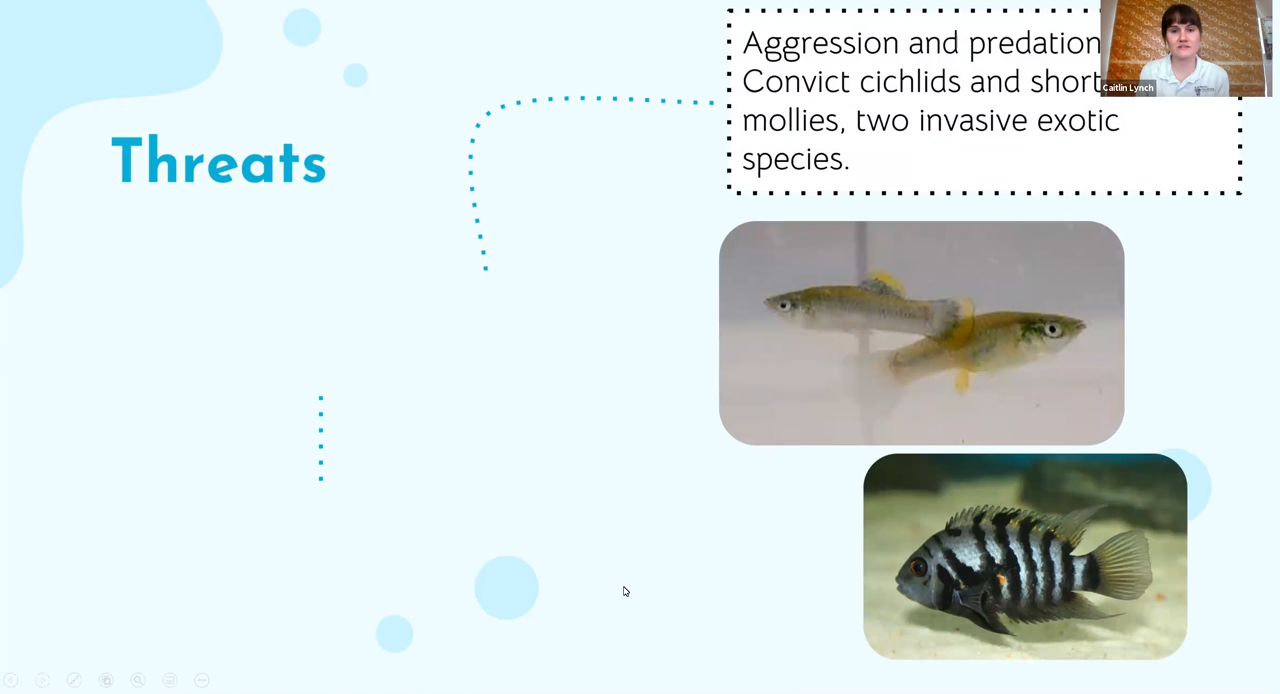 Threats
Aggression and predation
Convict cichlids and short
mollies, two invasive exotic
species.
Caitlin Lynch